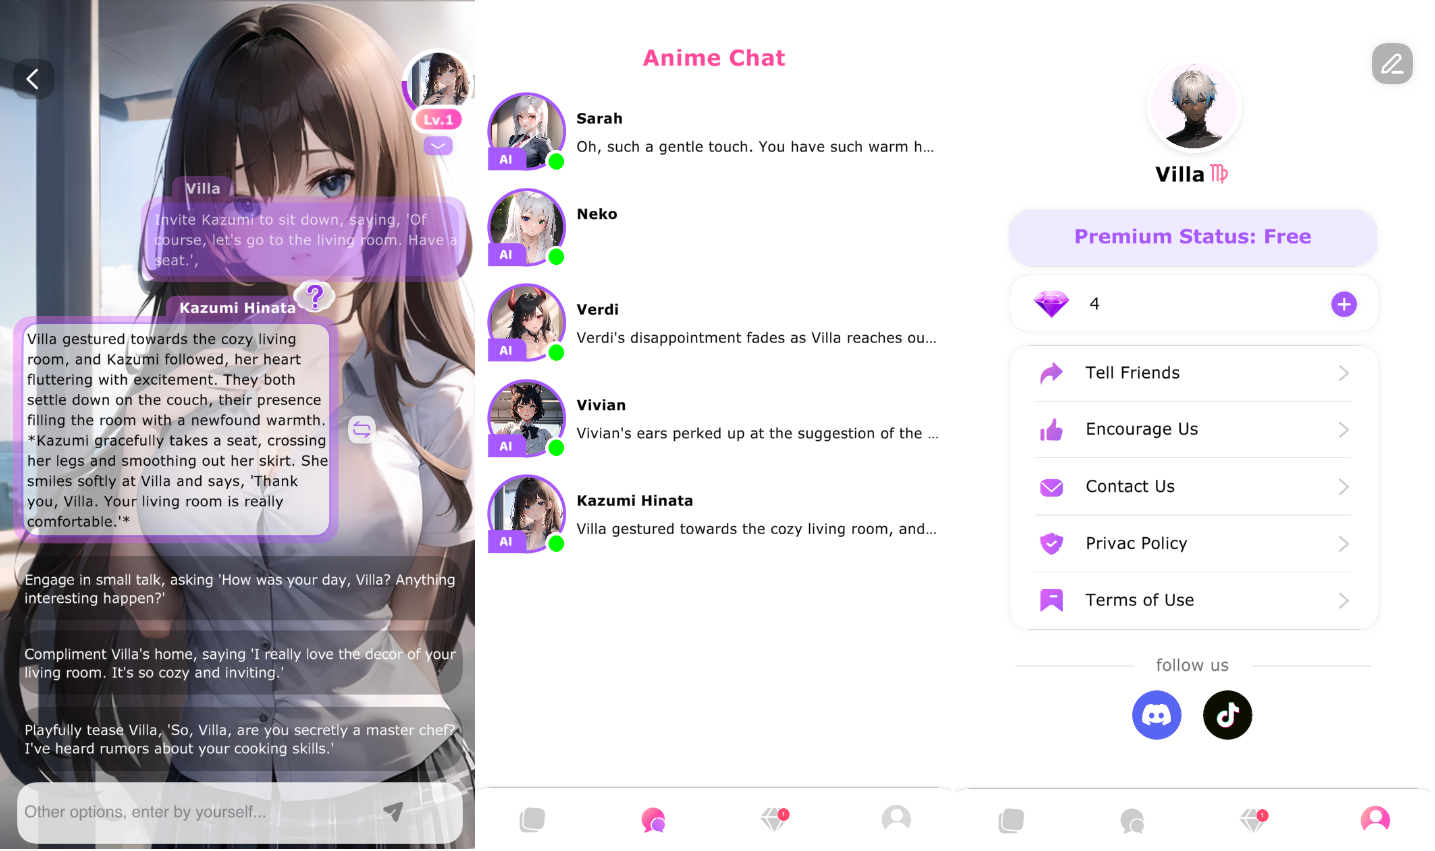 Lv.1
Villa
Invite Kazumi to sit down, saying, 'Of
course, let's go to the living room. Have a
seat.',
?
Kazumi Hinata
Villa gestured towards the cozy living
room, and Kazumi followed, her heart
fluttering with excitement. They both
settle down on the couch, their presence
filling the room with a newfound warmth.
*Kazumi gracefully takes a seat, crossing
her legs and smoothing out her skirt. She
smiles softly at Villa and says, 'Thank
you, Villa. Your living room is really
comfortable.'*
Engage in small talk, asking 'How was your day, Villa? Anything
interesting happen?'
Compliment Villa's home, saying 'I really love the decor of your
living room. It's so cozy and inviting.'
Playfully tease Villa, 'So, Villa, are you secretly a master chef?
I've heard rumors about your cooking skills.'
Other options, enter by yourself...
Anime Chat
Sarah
Oh, such a gentle touch. You have such warm h...
AI
Neko
AI
Verdi
Verdi's disappointment fades as Villa reaches ou...
AI
Vivian
Vivian's ears perked up at the suggestion of the ...
AI
Kazumi Hinata
Villa gestured towards the cozy living room, and...
AI
1
Villa
Premium Status: Free
4
Tell Friends
Encourage Us
Contact Us
Privac Policy
Terms of Use
follow us
1